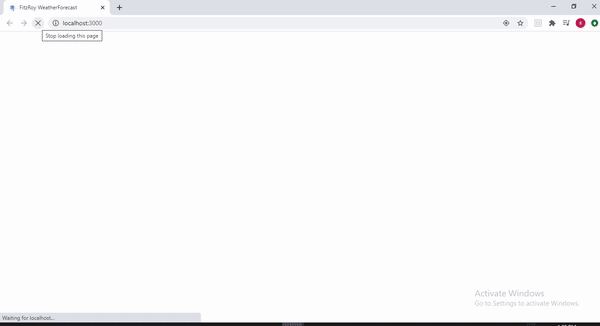 FitzRoy WeatherForecast
localhost:3000
Stop loading this page
Activate Windows
Go to Settings to activate Windows.
Waiting for localhost...